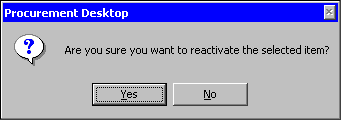 Procurement Desktop
Are you sure you want to reactivate the selected item?
Yes
No